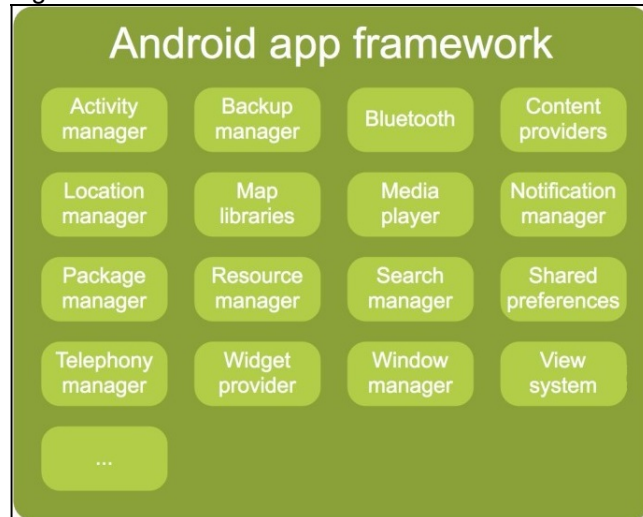 Android app framework
Activity
manager
Backup
manager
Bluetooth
Content
providers
Location
manager
Map
libraries
Media
player
Notification
manager
Package
manager
Resource
manager
Search
manager
Shared
preferences
Telephony
manager
Widget
provider
Window
manager
View
system
...